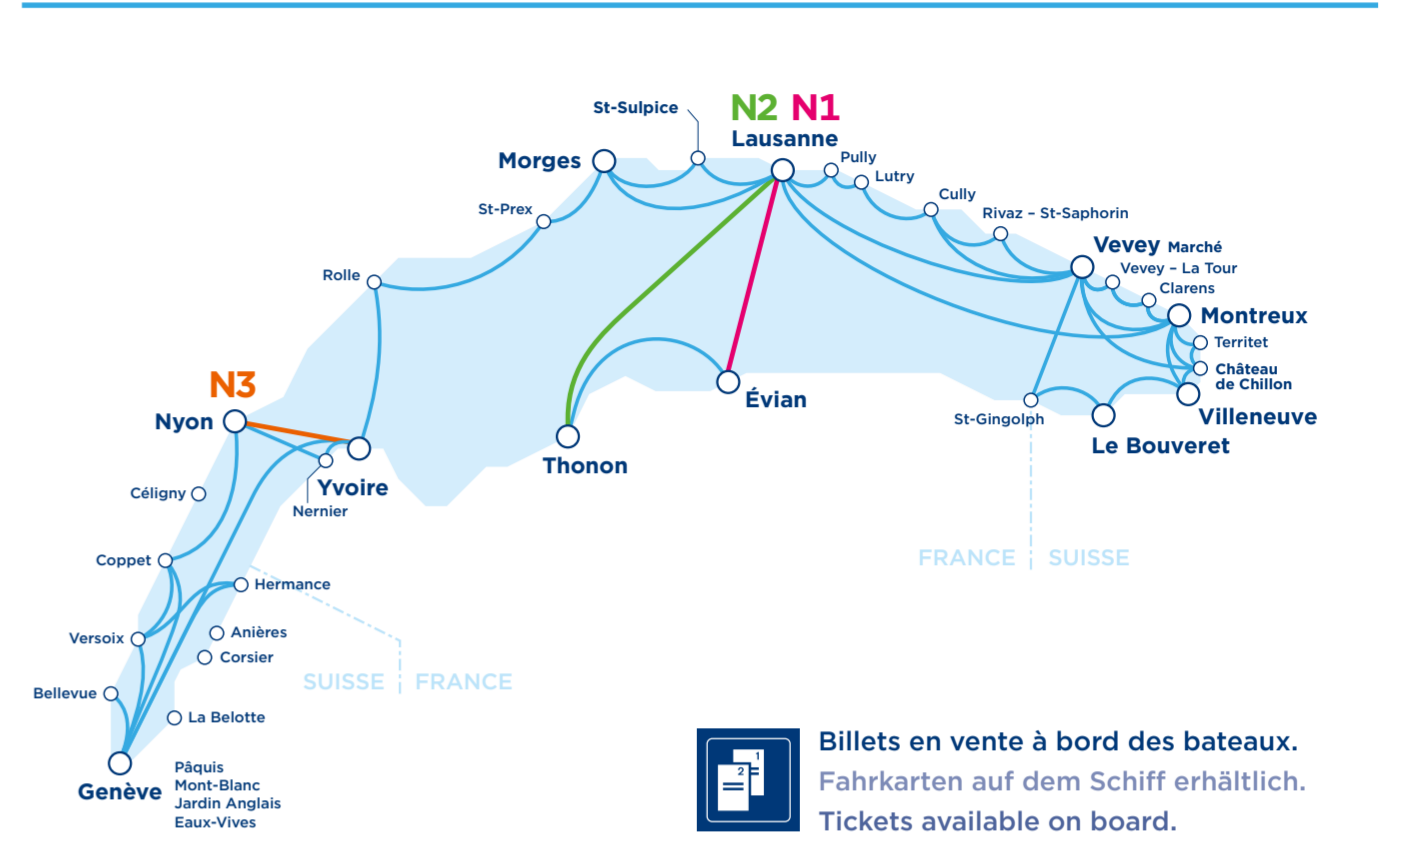 St-Sulpice
N2 N1
Lausanne
Morges
Pully
Lutry
St-Prex
Cully
Rivaz – St-Saphorin
Vevey Marché
Vevey – La Tour
Rolle
Clarens
Montreux
Territet
Château
de Chillon
N3
Nyon
Évian
St-Gingolph
Villeneuve
Le Bouveret
Thonon
Yvoire
Céligny
Nernier
Coppet
FRANCE SUISSE
Hermance
Versoix
Anières
Corsier
SUISSE FRANCE
Bellevue
La Belotte
Genève
Pâquis
Mont-Blanc
Jardin Anglais
Eaux-Vives
1
2
Billets en vente à bord des bateaux.
Fahrkarten auf dem Schiff erhältlich.
Tickets available on board.